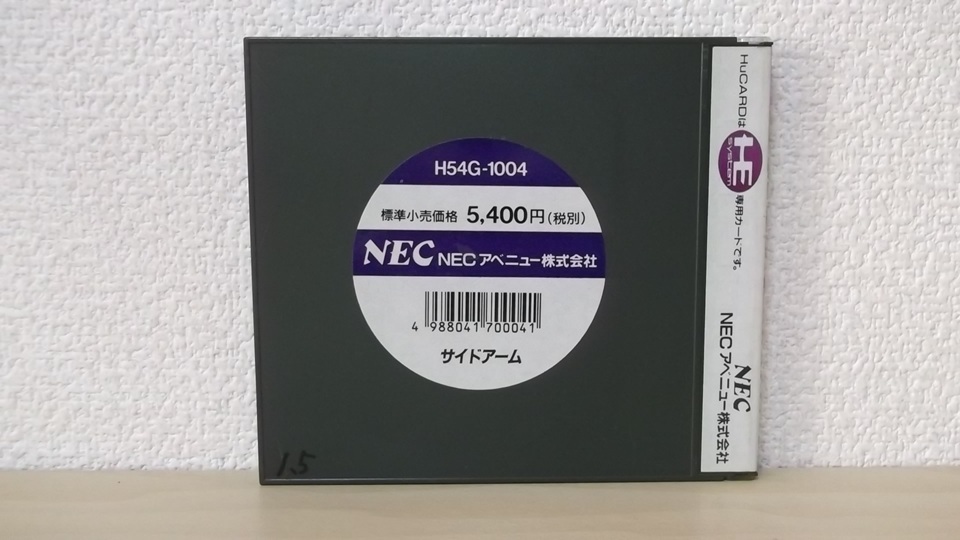 H54G-1004
標準小売価格 5,400円(税別)
NEC NECアベニュー株式会社
4 988041 700041
サイドアーム
15
HuCARDは HE SYSTEM 専用カードです。
NEC
NECアベニュー株式会社